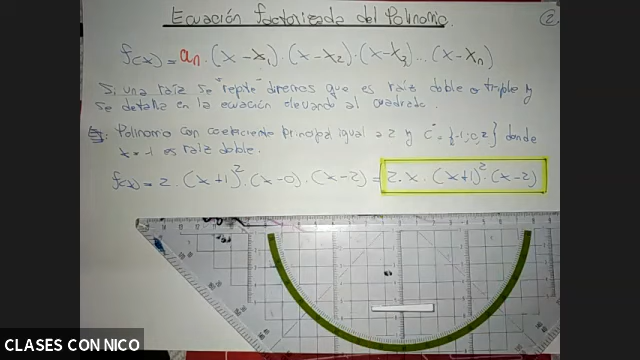 Ecuación factorizada del Polinomio.
2
f(x) = an . (x - x1) . (x - x2) . (x - x3) ... (x - xn)
Si una raíz se "repite" diremos que es raíz doble o triple y
se detalla en la ecuación elevando al cuadrado.
Ej: Polinomio con coeficiente principal igual a 2 y C° = {-1, 0, 2} donde
x = -1 es raíz doble.
f(x) = 2 . (x+1)² . (x-0) . (x-2) = 2 . x . (x+1)² . (x-2)
CLASES CON NICO